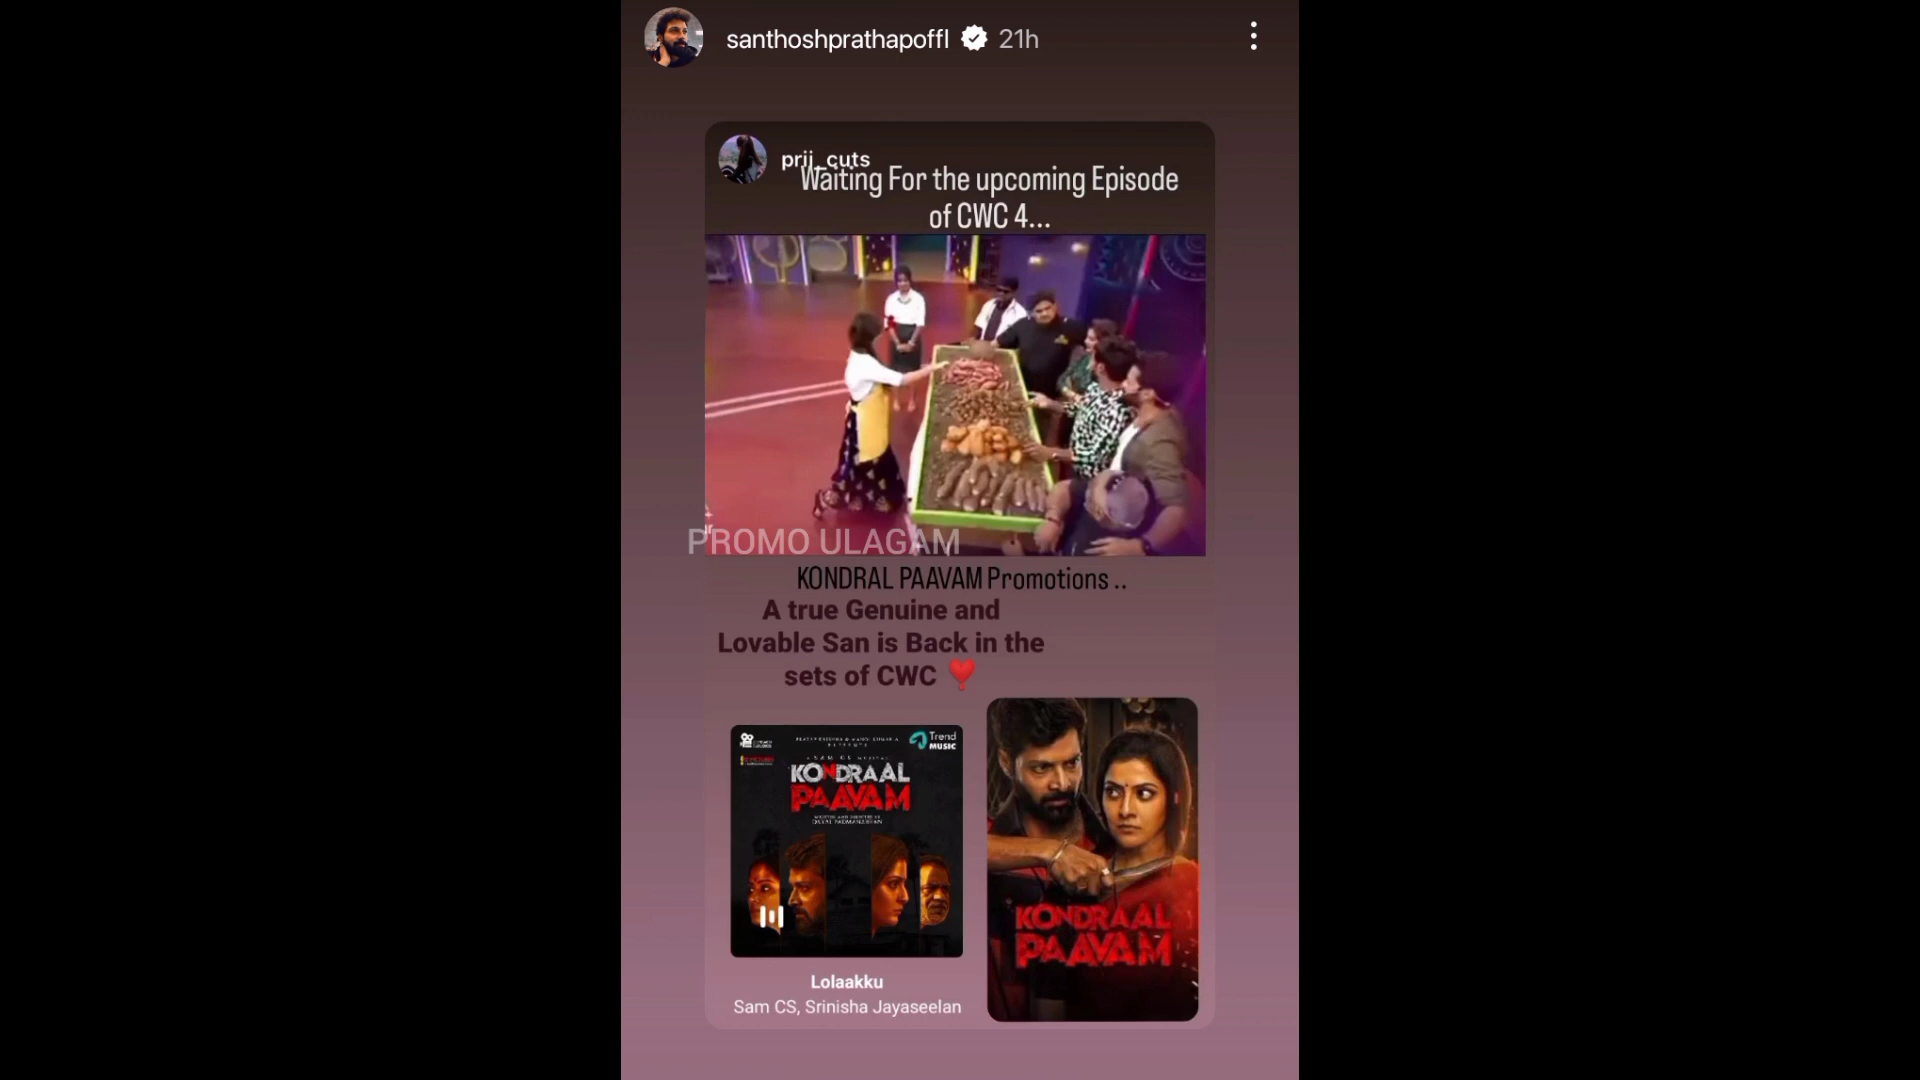 santhoshprathapoffl 21h
prii_cuts
Waiting For the upcoming Episode
of CWC 4...
PROMO ULAGAM
KONDRAL PAAVAM Promotions ..
A true Genuine and
Lovable San is Back in the
sets of CWC
Trend
MUSIC
KONDRAAL
PAAVAM
Lolaakku
Sam CS, Srinisha Jayaseelan
KONDRAAL
PAAVAM